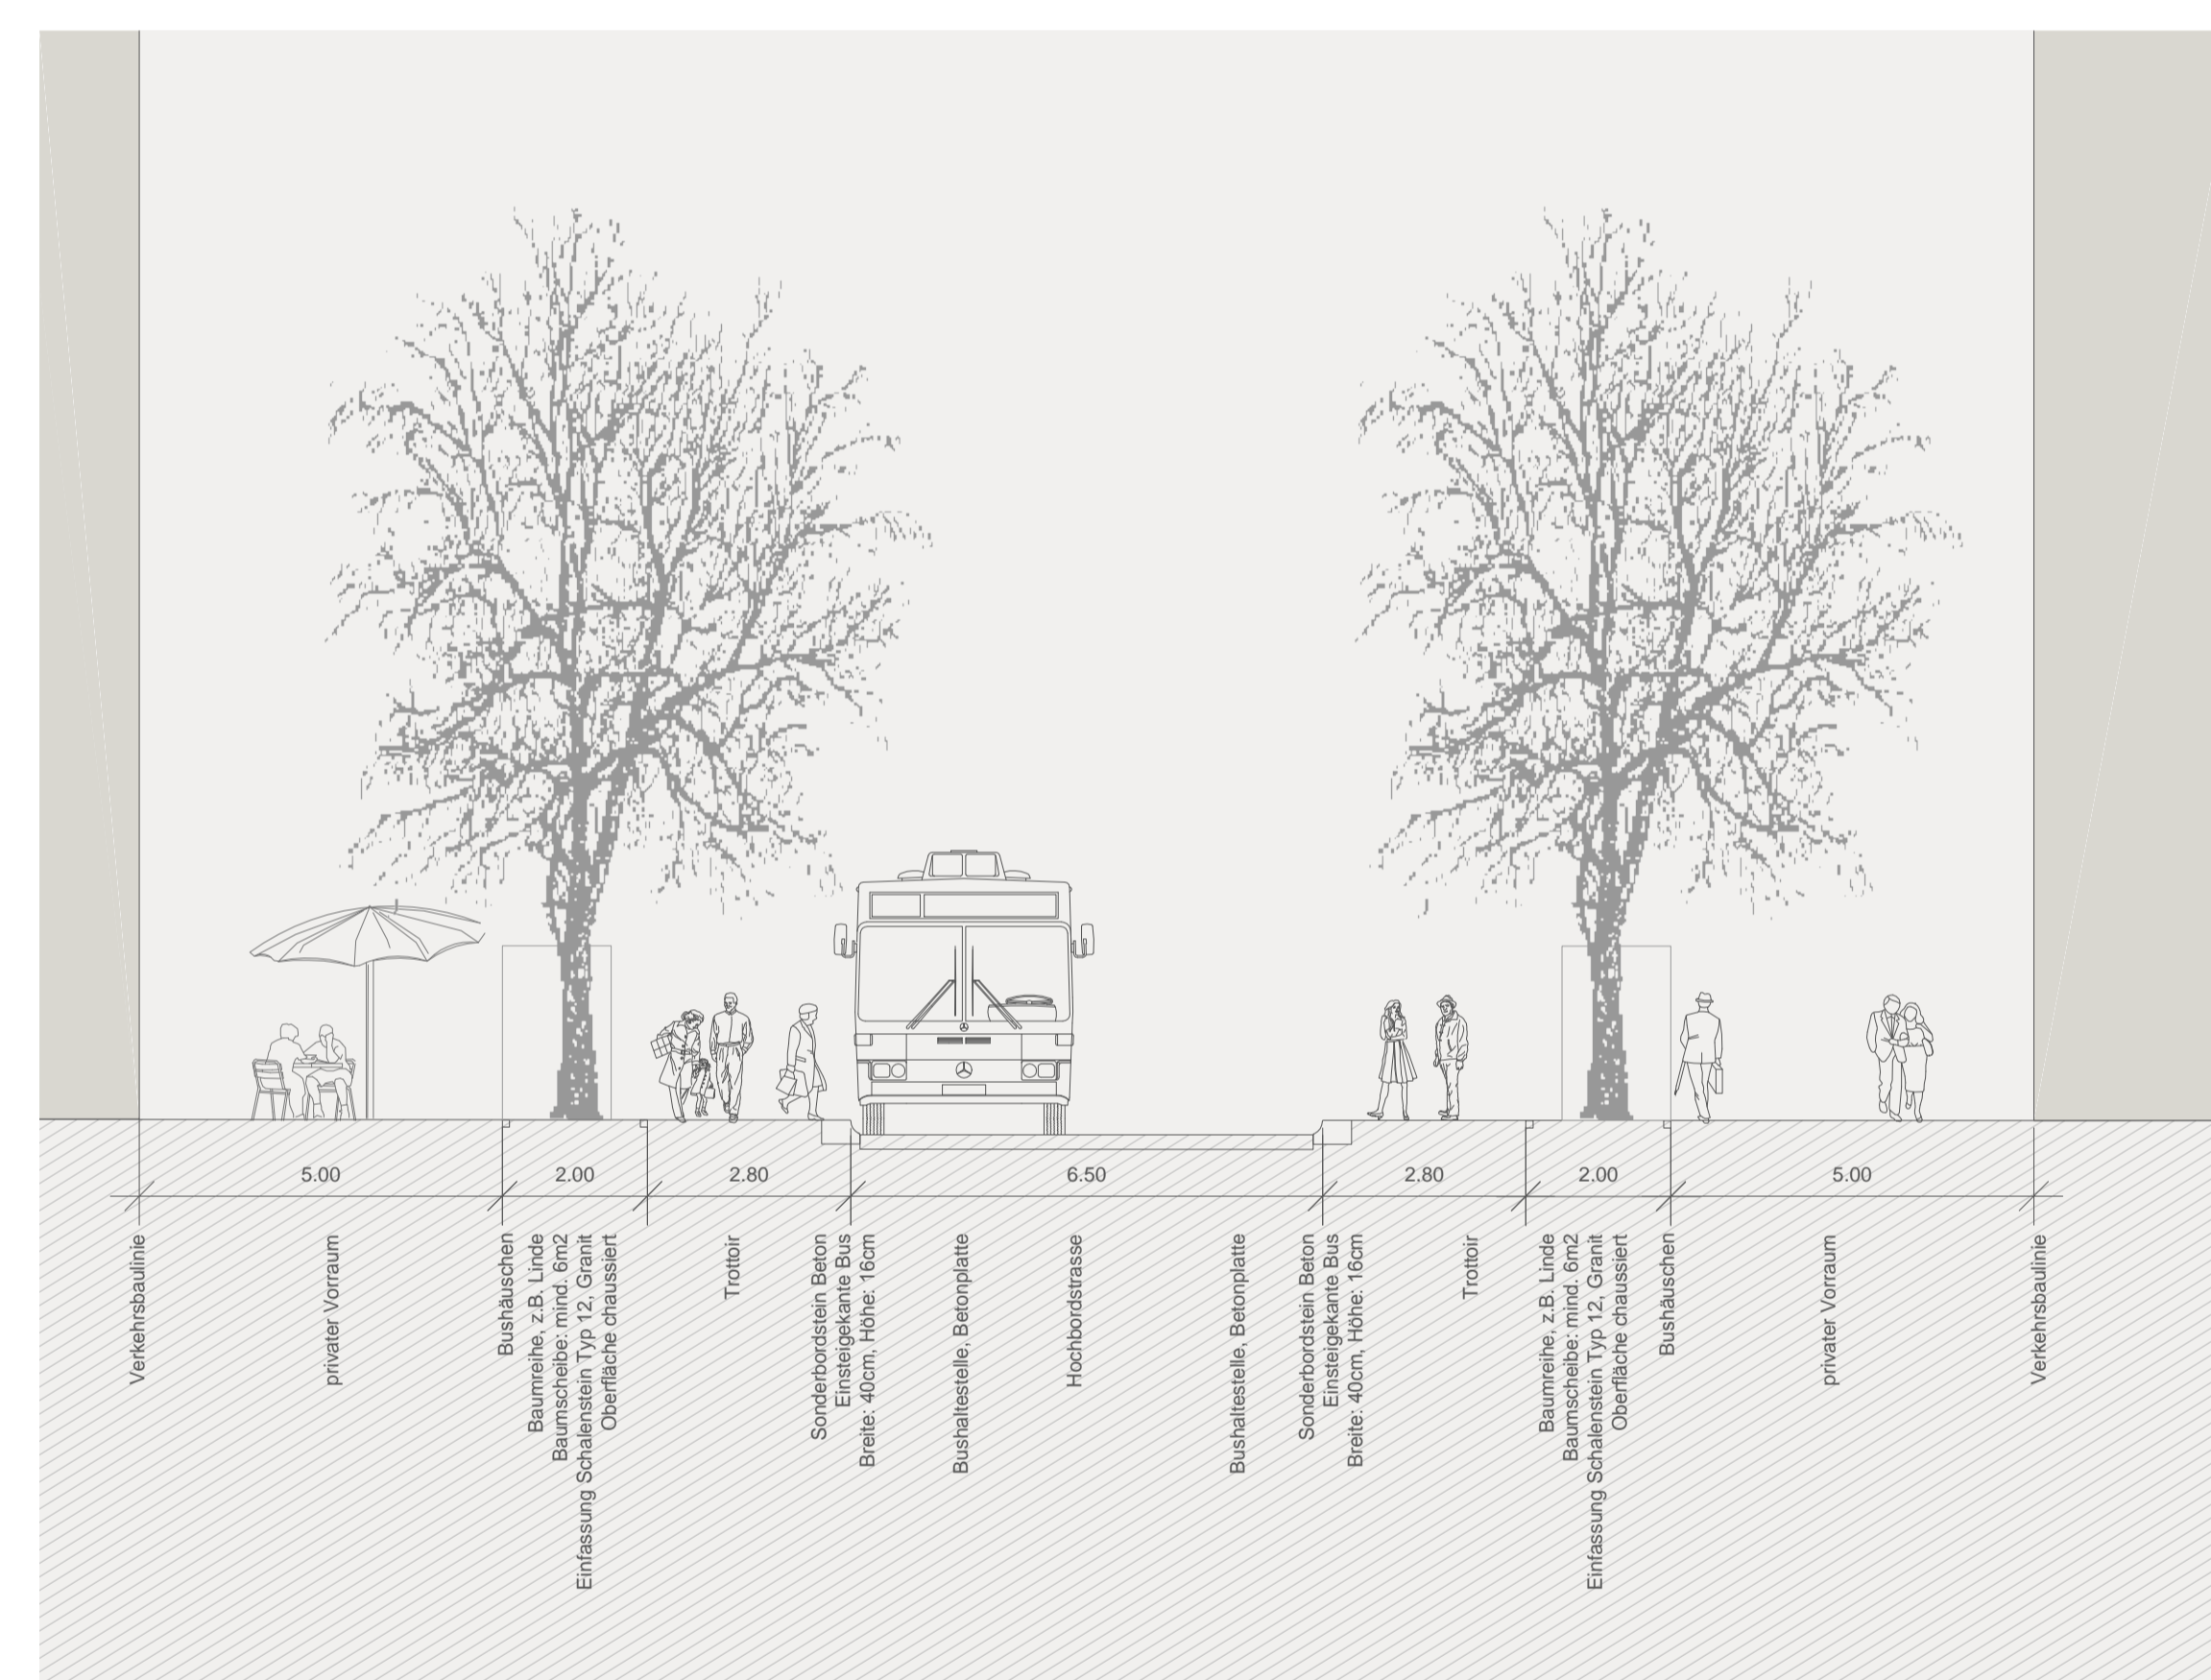 5.00
2.00
2.80
6.50
2.80
2.00
5.00
Verkehrsbaulinie
privater Vorraum
Bushäuschen
Baumreihe, z.B. Linde
Baumscheibe: mind. 6m2
Einfassung Schalenstein Typ 12, Granit
Oberfläche chaussiert
Trottoir
Sonderbordstein Beton
Einsteigekante Bus
Breite: 40cm, Höhe: 16cm
Bushaltestelle, Betonplatte
Hochbordstrasse
Bushaltestelle, Betonplatte
Sonderbordstein Beton
Einsteigekante Bus
Breite: 40cm, Höhe: 16cm
Trottoir
Baumreihe, z.B. Linde
Baumscheibe: mind. 6m2
Einfassung Schalenstein Typ 12, Granit
Oberfläche chaussiert
Bushäuschen
privater Vorraum
Verkehrsbaulinie